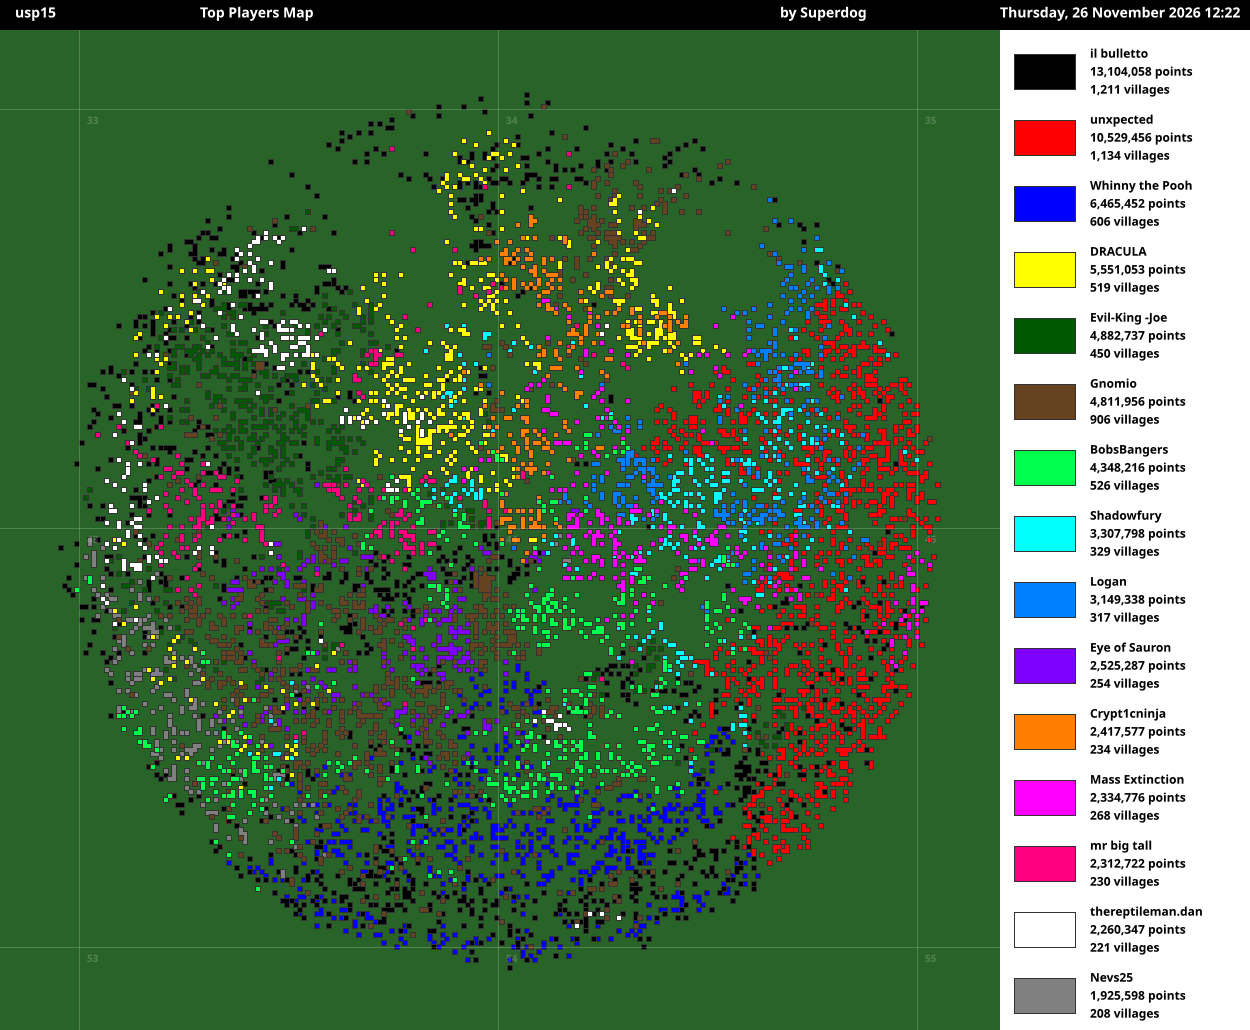 usp15 Top Players Map by Superdog Thursday, 26 November 2026 12:22
il bulletto
13,104,058 points
1,211 villages
unxpected
10,529,456 points
1,134 villages
Whinny the Pooh
6,465,452 points
606 villages
DRACULA
5,551,053 points
519 villages
Evil-King -Joe
4,882,737 points
450 villages
Gnomio
4,811,956 points
906 villages
BobsBangers
4,348,216 points
526 villages
Shadowfury
3,307,798 points
329 villages
Logan
3,149,338 points
317 villages
Eye of Sauron
2,525,287 points
254 villages
Crypt1cninja
2,417,577 points
234 villages
Mass Extinction
2,334,776 points
268 villages
mr big tall
2,312,722 points
230 villages
thereptileman.dan
2,260,347 points
221 villages
Nevs25
1,925,598 points
208 villages
33 34 35
45
53 54 55